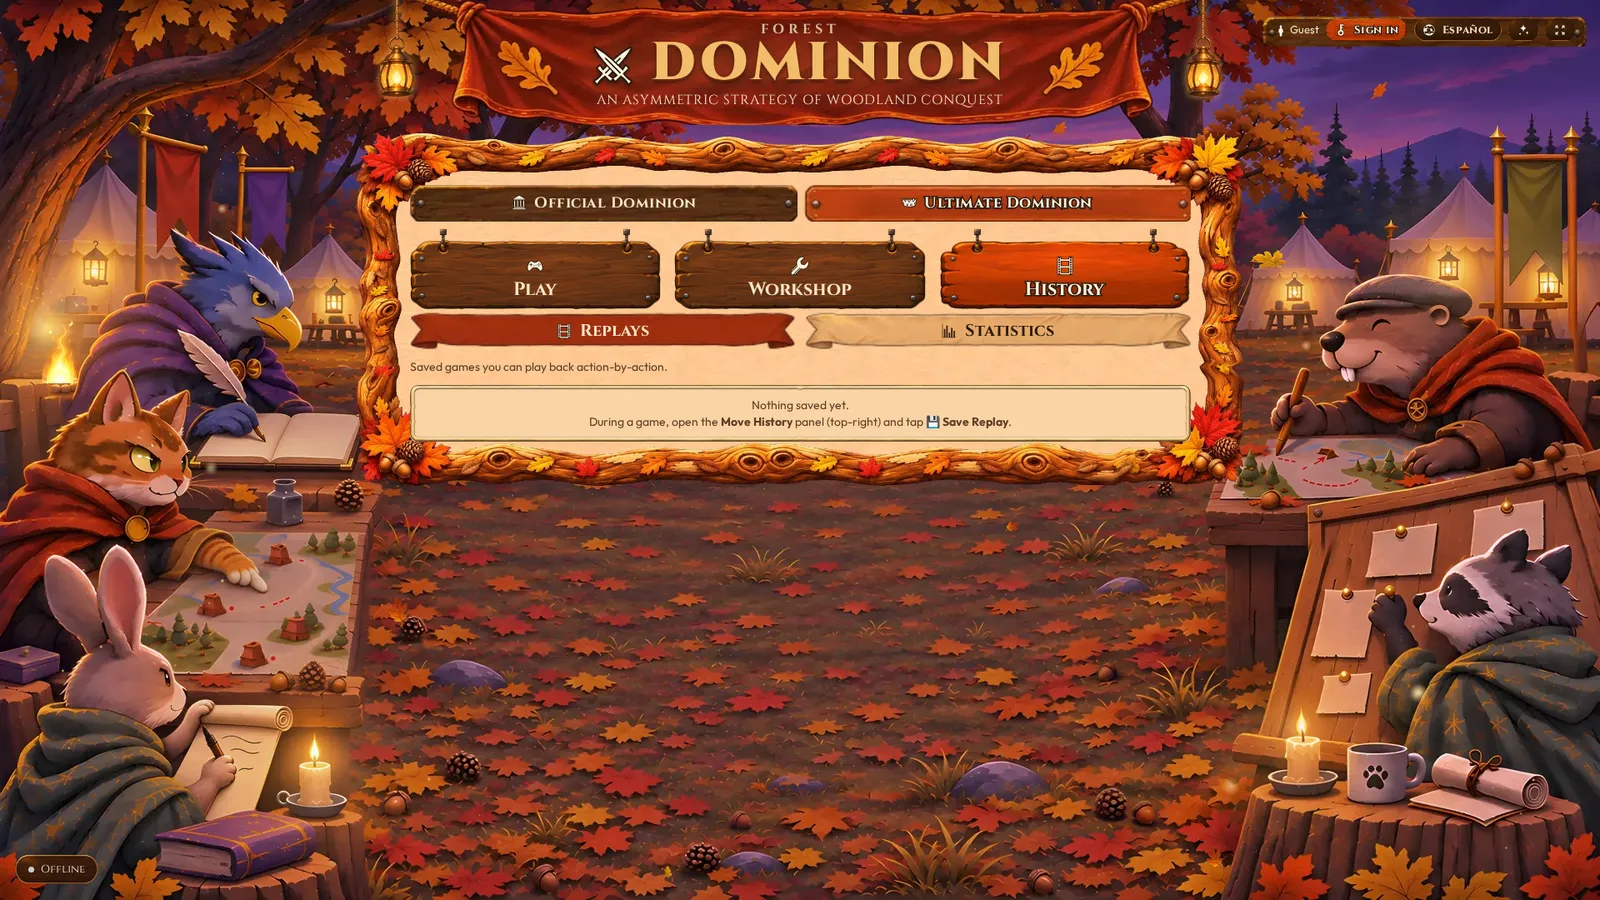 FOREST
DOMINION
AN ASYMMETRIC STRATEGY OF WOODLAND CONQUEST
Guest
SIGN IN
ESPAÑOL
OFFICIAL DOMINION
ULTIMATE DOMINION
PLAY
WORKSHOP
HISTORY
REPLAYS
STATISTICS
Saved games you can play back action-by-action.
Nothing saved yet.
During a game, open the Move History panel (top-right) and tap 💾 Save Replay.
OFFLINE